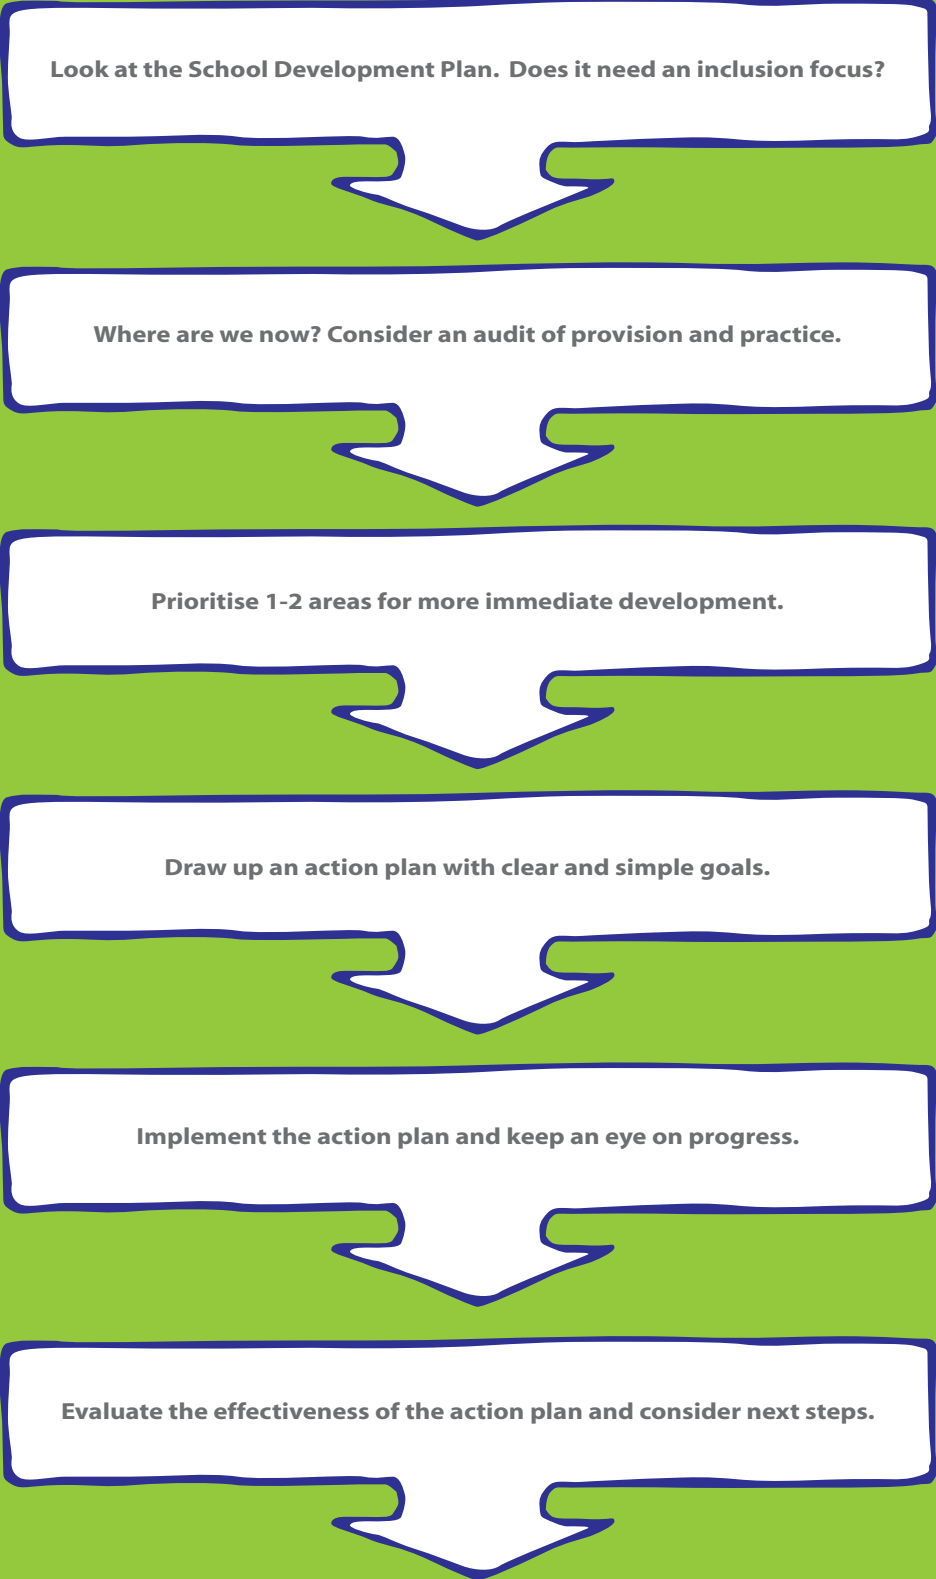 Look at the School Development Plan.  Does it need an inclusion focus?
Where are we now? Consider an audit of provision and practice.
Prioritise 1-2 areas for more immediate development.
Draw up an action plan with clear and simple goals.
Implement the action plan and keep an eye on progress.
Evaluate the effectiveness of the action plan and consider next steps.